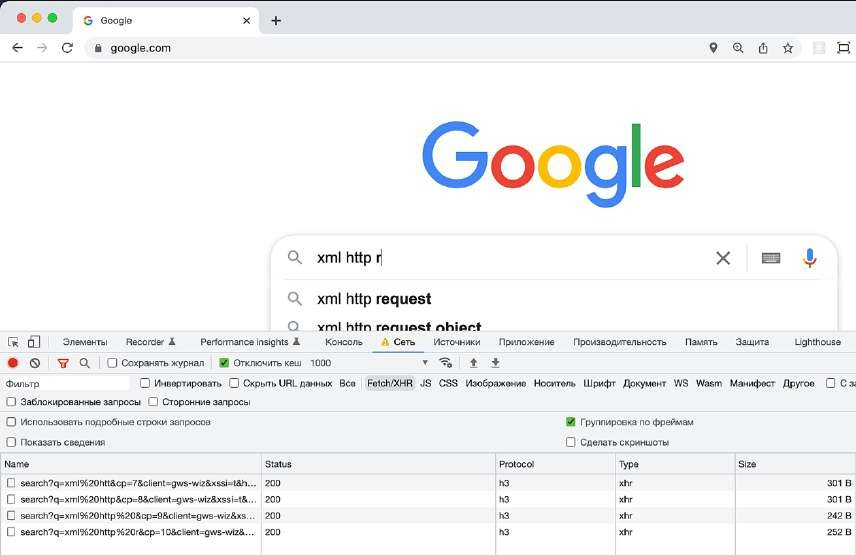 Google
google.com
Google
xml http r
xml http request
xml http request object
Элементы Recorder Performance insights Консоль Сеть Источники Приложение Производительность Память Защита Lighthouse
Сохранять журнал Отключить кеш 1000
Фильтр Инвертировать Скрыть URL данных Все Fetch/XHR JS CSS Изображение Носитель Шрифт Документ WS Wasm Манифест Другое С за
Заблокированные запросы Сторонние запросы
Использовать подробные строки запросов Группировка по фреймам
Показать сведения Сделать скриншоты
Name Status Protocol Type Size
search?q=xml%20htt&cp=7&client=gws-wiz&xssi=t&h... 200 h3 xhr 301 B
search?q=xml%20http&cp=8&client=gws-wiz&xssi=t&... 200 h3 xhr 301 B
search?q=xml%20http%20&cp=9&client=gws-wiz&xs... 200 h3 xhr 242 B
search?q=xml%20http%20r&cp=10&client=gws-wiz&... 200 h3 xhr 252 B